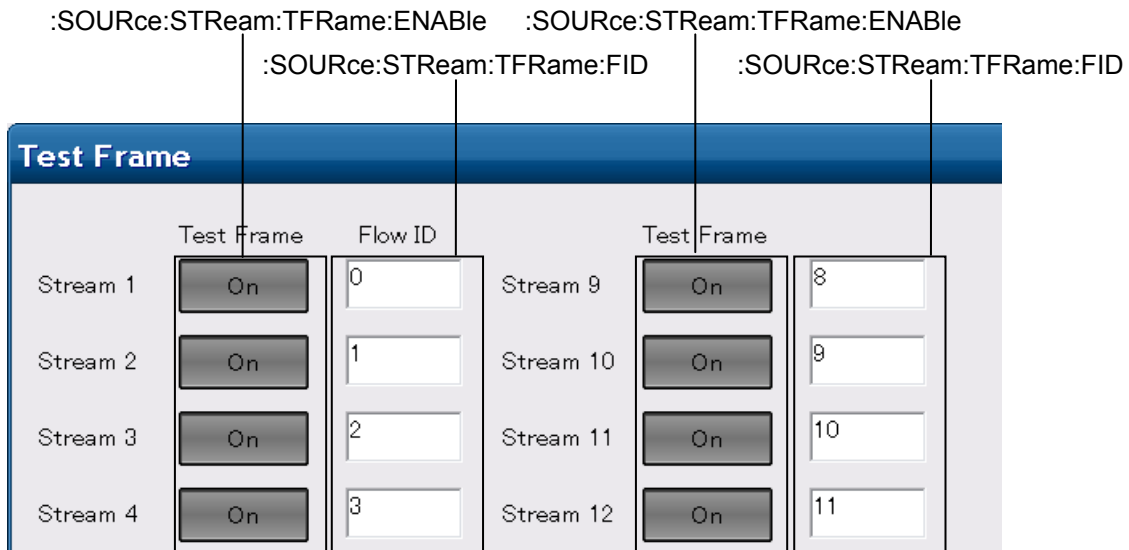 :SOURce:STReam:TFRame:ENABle :SOURce:STReam:TFRame:ENABle
:SOURce:STReam:TFRame:FID :SOURce:STReam:TFRame:FID
Test Frame
Test Frame Flow ID Test Frame
Stream 1 On 0 Stream 9 On 8
Stream 2 On 1 Stream 10 On 9
Stream 3 On 2 Stream 11 On 10
Stream 4 On 3 Stream 12 On 11